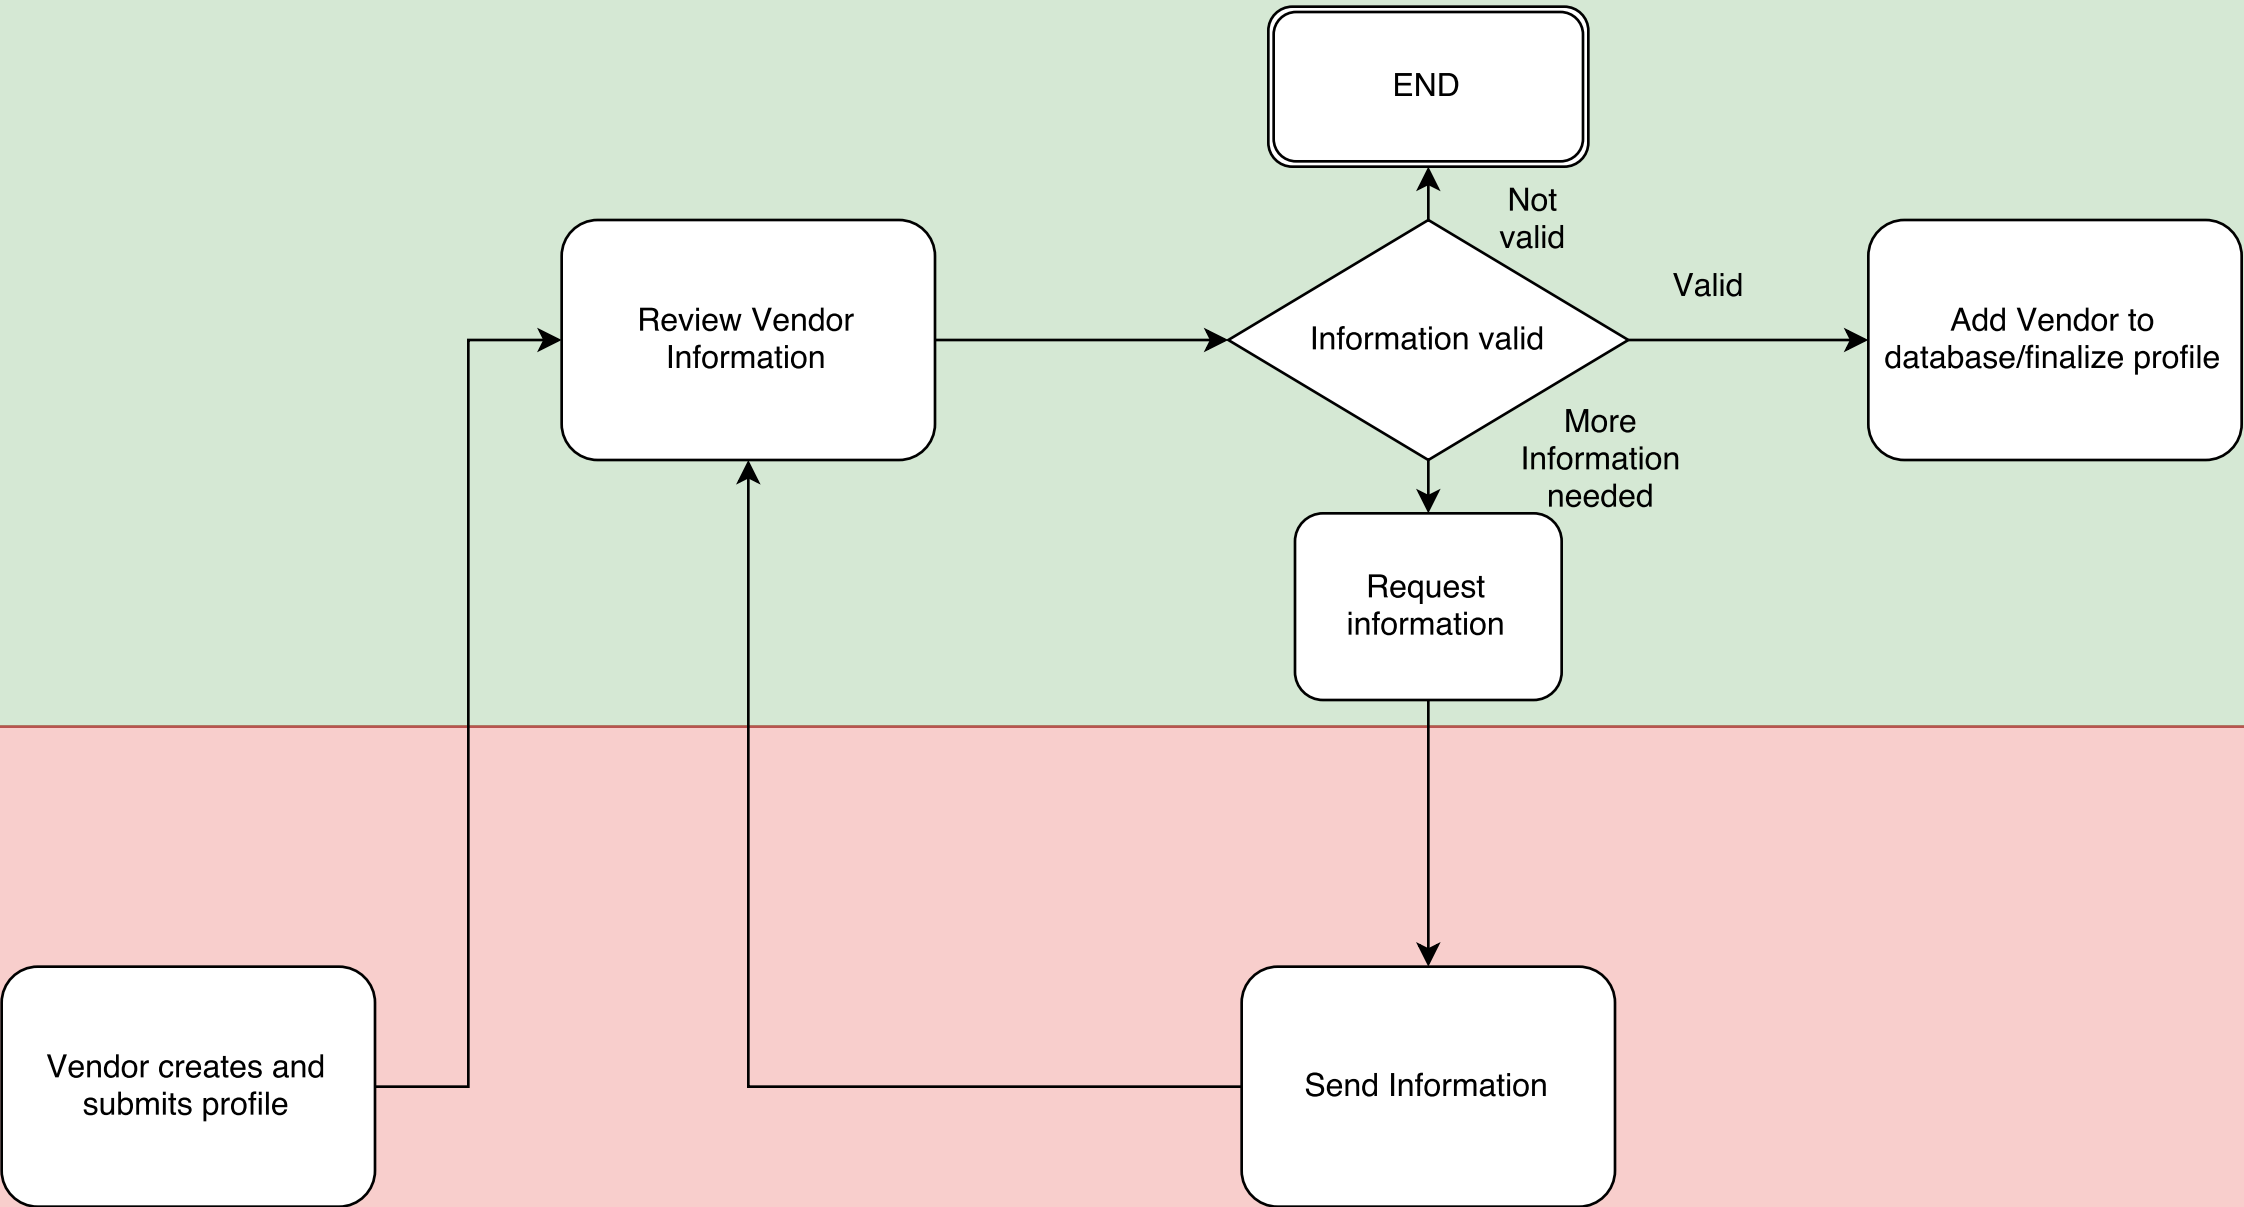 END
Not
valid
Valid
Review Vendor
Information
Information valid
Add Vendor to
database/finalize profile
More
Information
needed
Request
information
Vendor creates and
submits profile
Send Information